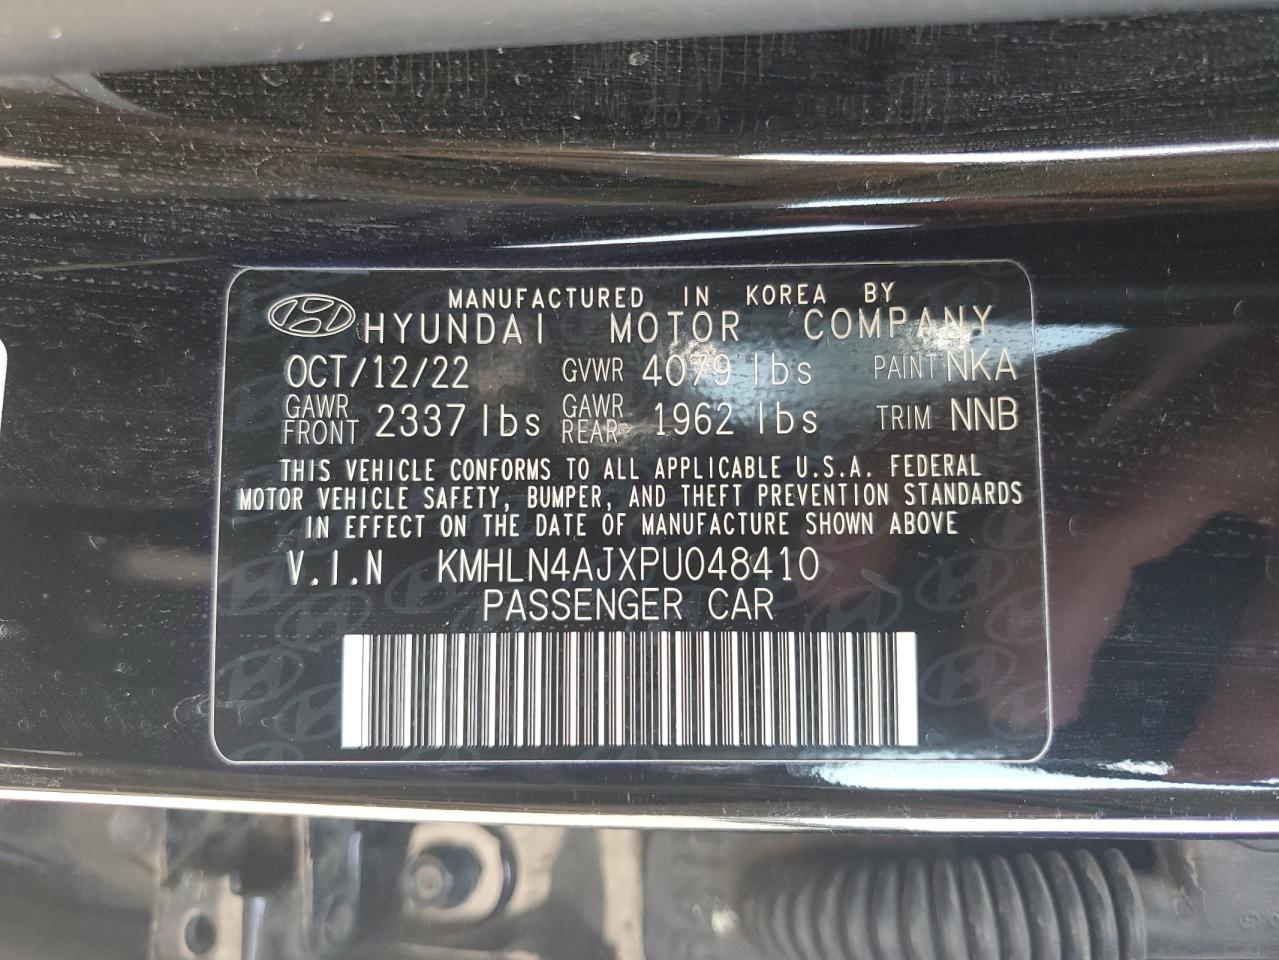 MANUFACTURED IN KOREA BY
HYUNDAI MOTOR COMPANY
OCT/12/22 GVWR 4079 lbs PAINT NKA
GAWR FRONT 2337 lbs GAWR REAR 1962 lbs TRIM NNB
THIS VEHICLE CONFORMS TO ALL APPLICABLE U.S.A. FEDERAL
MOTOR VEHICLE SAFETY, BUMPER, AND THEFT PREVENTION STANDARDS
IN EFFECT ON THE DATE OF MANUFACTURE SHOWN ABOVE
V.I.N KMHLN4AJXPU048410
PASSENGER CAR